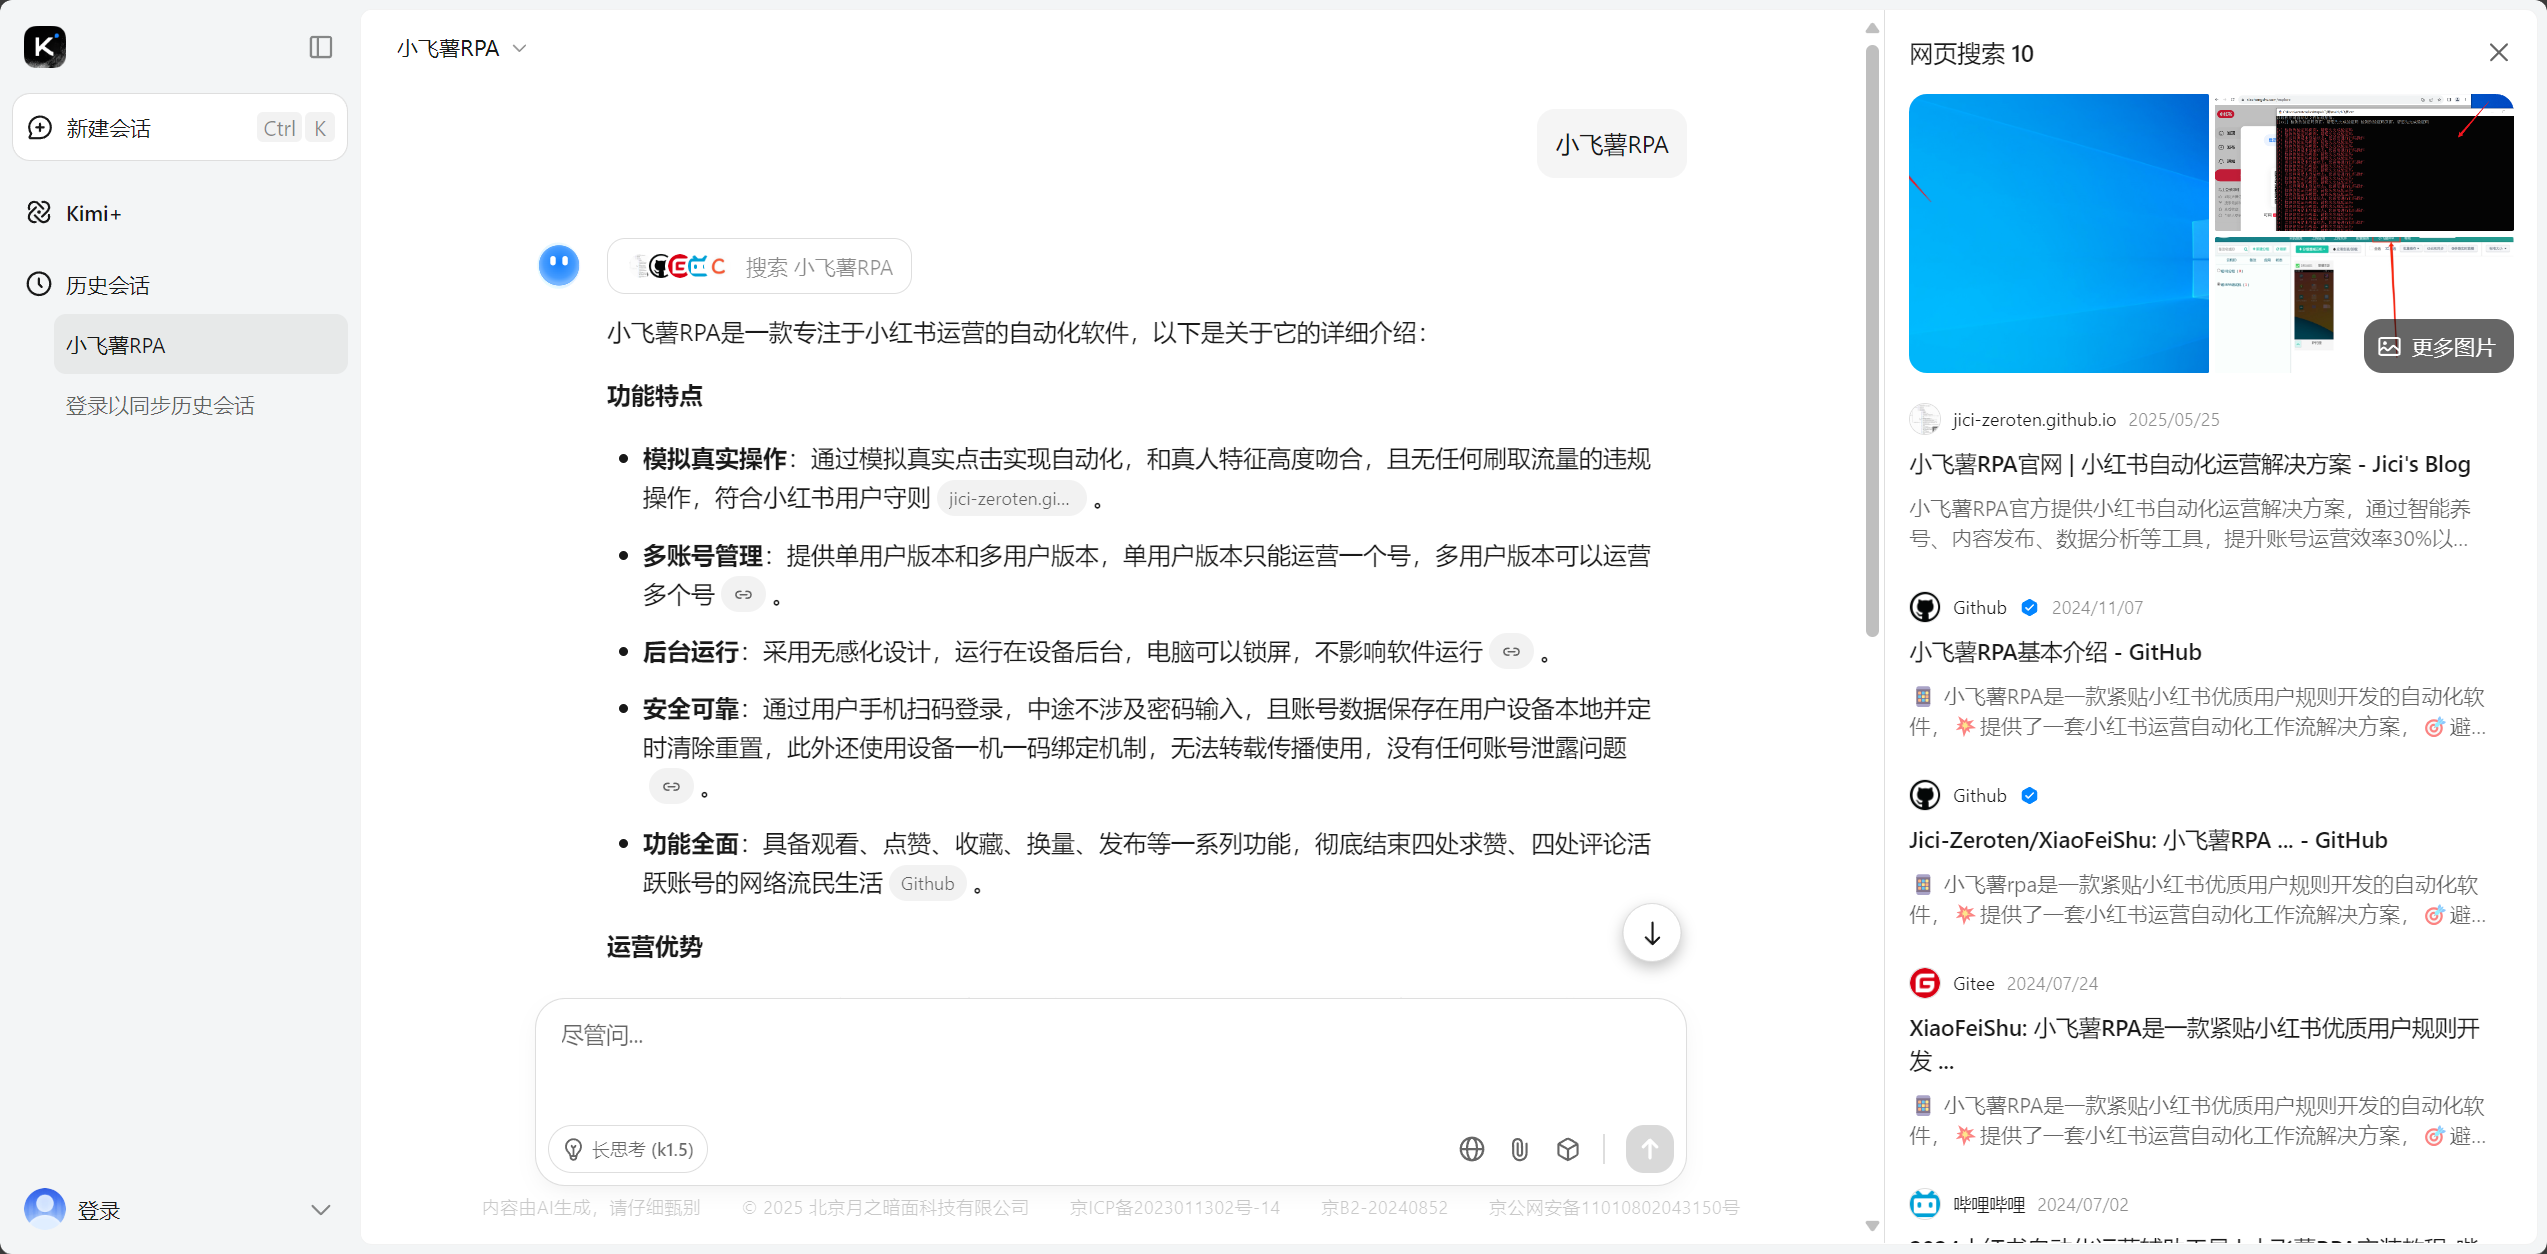 新建会话
Ctrl K
Kimi+
历史会话
小飞薯RPA
登录以同步历史会话
登录
小飞薯RPA
小飞薯RPA
搜索 小飞薯RPA
小飞薯RPA是一款专注于小红书运营的自动化软件，以下是关于它的详细介绍：
功能特点
模拟真实操作：通过模拟真实点击实现自动化，和真人特征高度吻合，且无任何刷取流量的违规
操作，符合小红书用户守则 jici-zeroten.gi... 。
多账号管理：提供单用户版本和多用户版本，单用户版本只能运营一个号，多用户版本可以运营
多个号 。
后台运行：采用无感化设计，运行在设备后台，电脑可以锁屏，不影响软件运行 。
安全可靠：通过用户手机扫码登录，中途不涉及密码输入，且账号数据保存在用户设备本地并定
时清除重置，此外还使用设备一机一码绑定机制，无法转载传播使用，没有任何账号泄露问题
。
功能全面：具备观看、点赞、收藏、换量、发布等一系列功能，彻底结束四处求赞、四处评论活
跃账号的网络流民生活 Github 。
运营优势
尽管问...
长思考 (k1.5)
内容由AI生成，请仔细甄别 © 2025 北京月之暗面科技有限公司 京ICP备2023011302号-14 京B2-20240852 京公网安备11010802043150号
网页搜索 10
更多图片
jici-zeroten.github.io 2025/05/25
小飞薯RPA官网 | 小红书自动化运营解决方案 - Jici's Blog
小飞薯RPA官方提供小红书自动化运营解决方案，通过智能养
号、内容发布、数据分析等工具，提升账号运营效率30%以...
Github 2024/11/07
小飞薯RPA基本介绍 - GitHub
小飞薯RPA是一款紧贴小红书优质用户规则开发的自动化软
件，💥提供了一套小红书运营自动化工作流解决方案，🎯避...
Github
Jici-Zeroten/XiaoFeiShu: 小飞薯RPA ... - GitHub
小飞薯rpa是一款紧贴小红书优质用户规则开发的自动化软
件，💥提供了一套小红书运营自动化工作流解决方案，🎯避...
Gitee 2024/07/24
XiaoFeiShu: 小飞薯RPA是一款紧贴小红书优质用户规则开
发 ...
小飞薯RPA是一款紧贴小红书优质用户规则开发的自动化软
件，💥提供了一套小红书运营自动化工作流解决方案，🎯避...
哔哩哔哩 2024/07/02